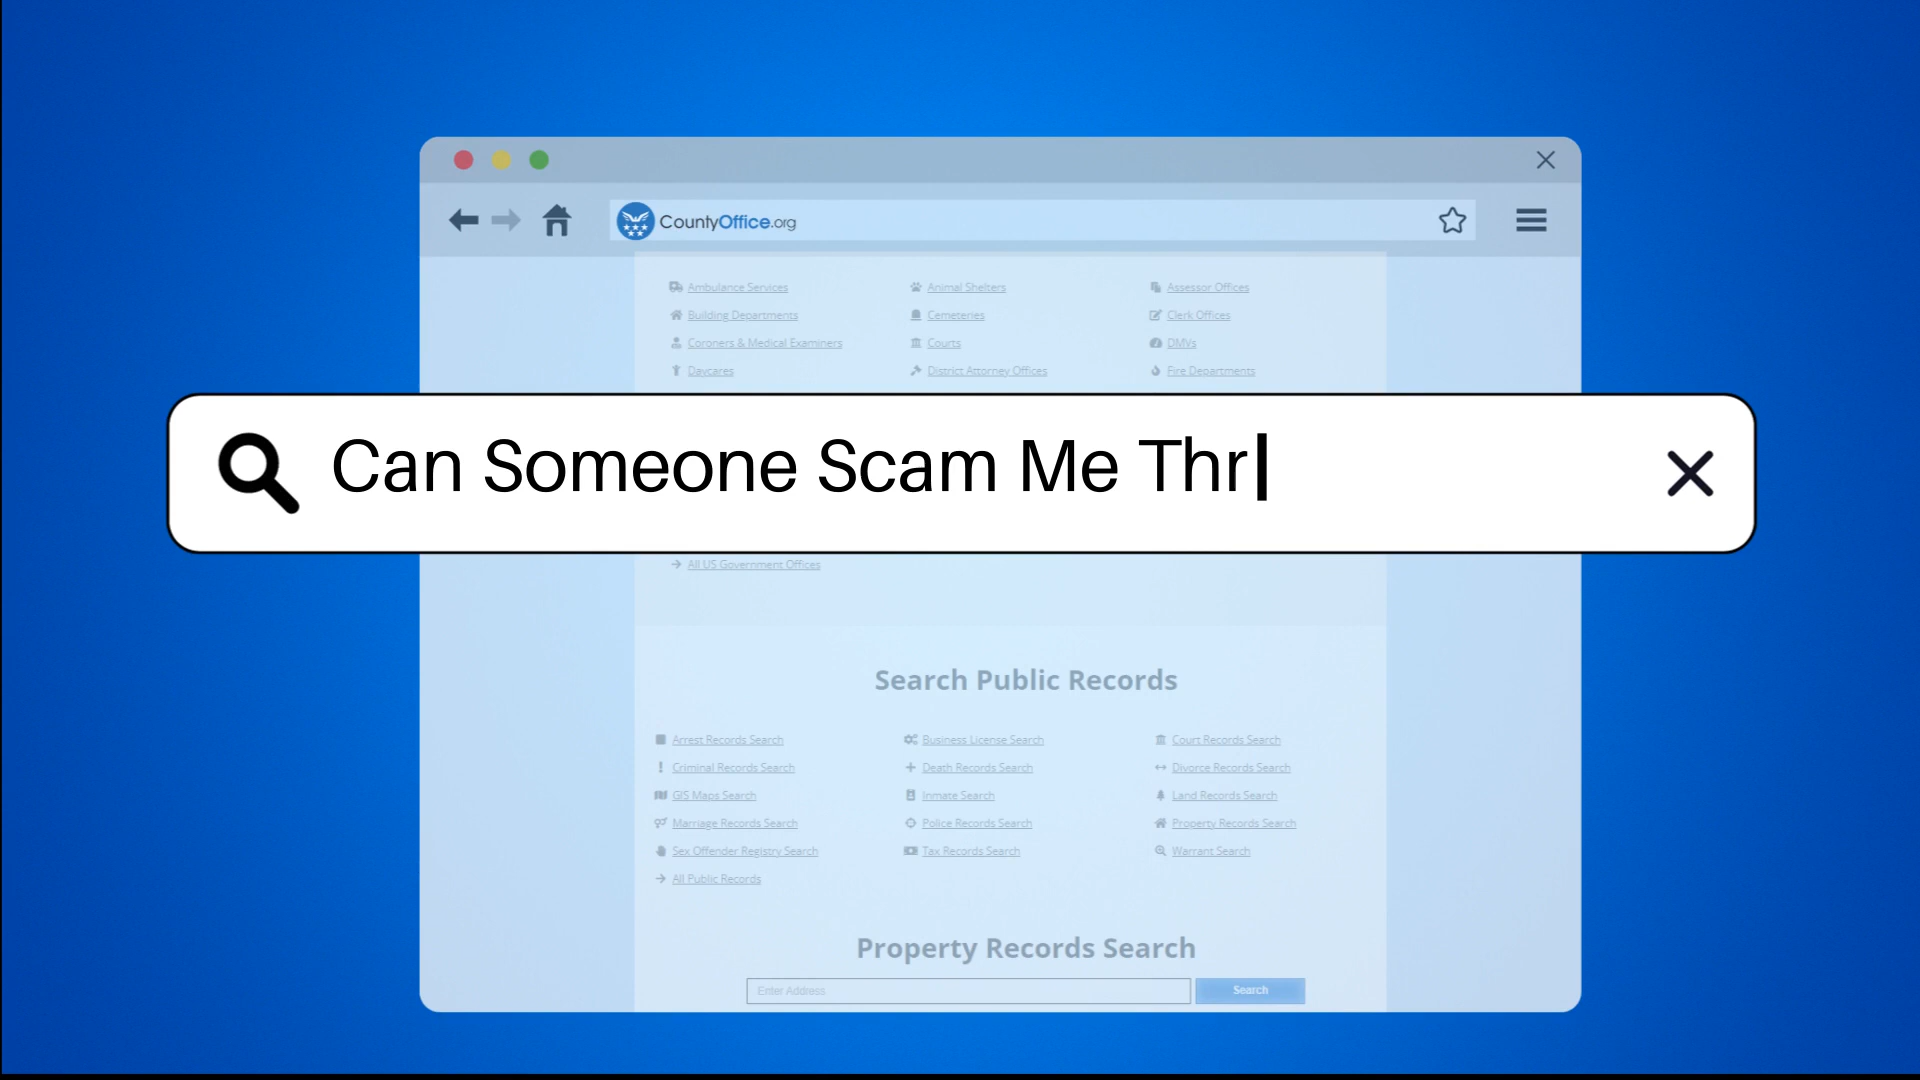 CountyOffice.org
Ambulance Services Animal Shelters Assessor Offices
Building Departments Cemeteries Clerk Offices
Coroners & Medical Examiners Courts DMVs
Daycares District Attorney Offices Fire Departments
Can Someone Scam Me Thr
All US Government Offices
Search Public Records
Arrest Records Search Business License Search Court Records Search
Criminal Records Search Death Records Search Divorce Records Search
GIS Maps Search Inmate Search Land Records Search
Marriage Records Search Police Records Search Property Records Search
Sex Offender Registry Search Tax Records Search Warrant Search
All Public Records
Property Records Search
Enter Address Search